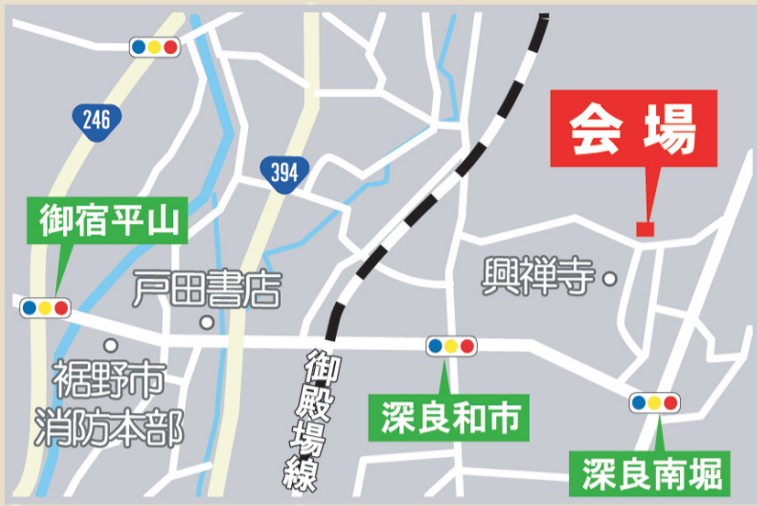 246
394
会場
御宿平山
戸田書店
興禅寺
裾野市
消防本部
御殿場線
深良和市
深良南堀